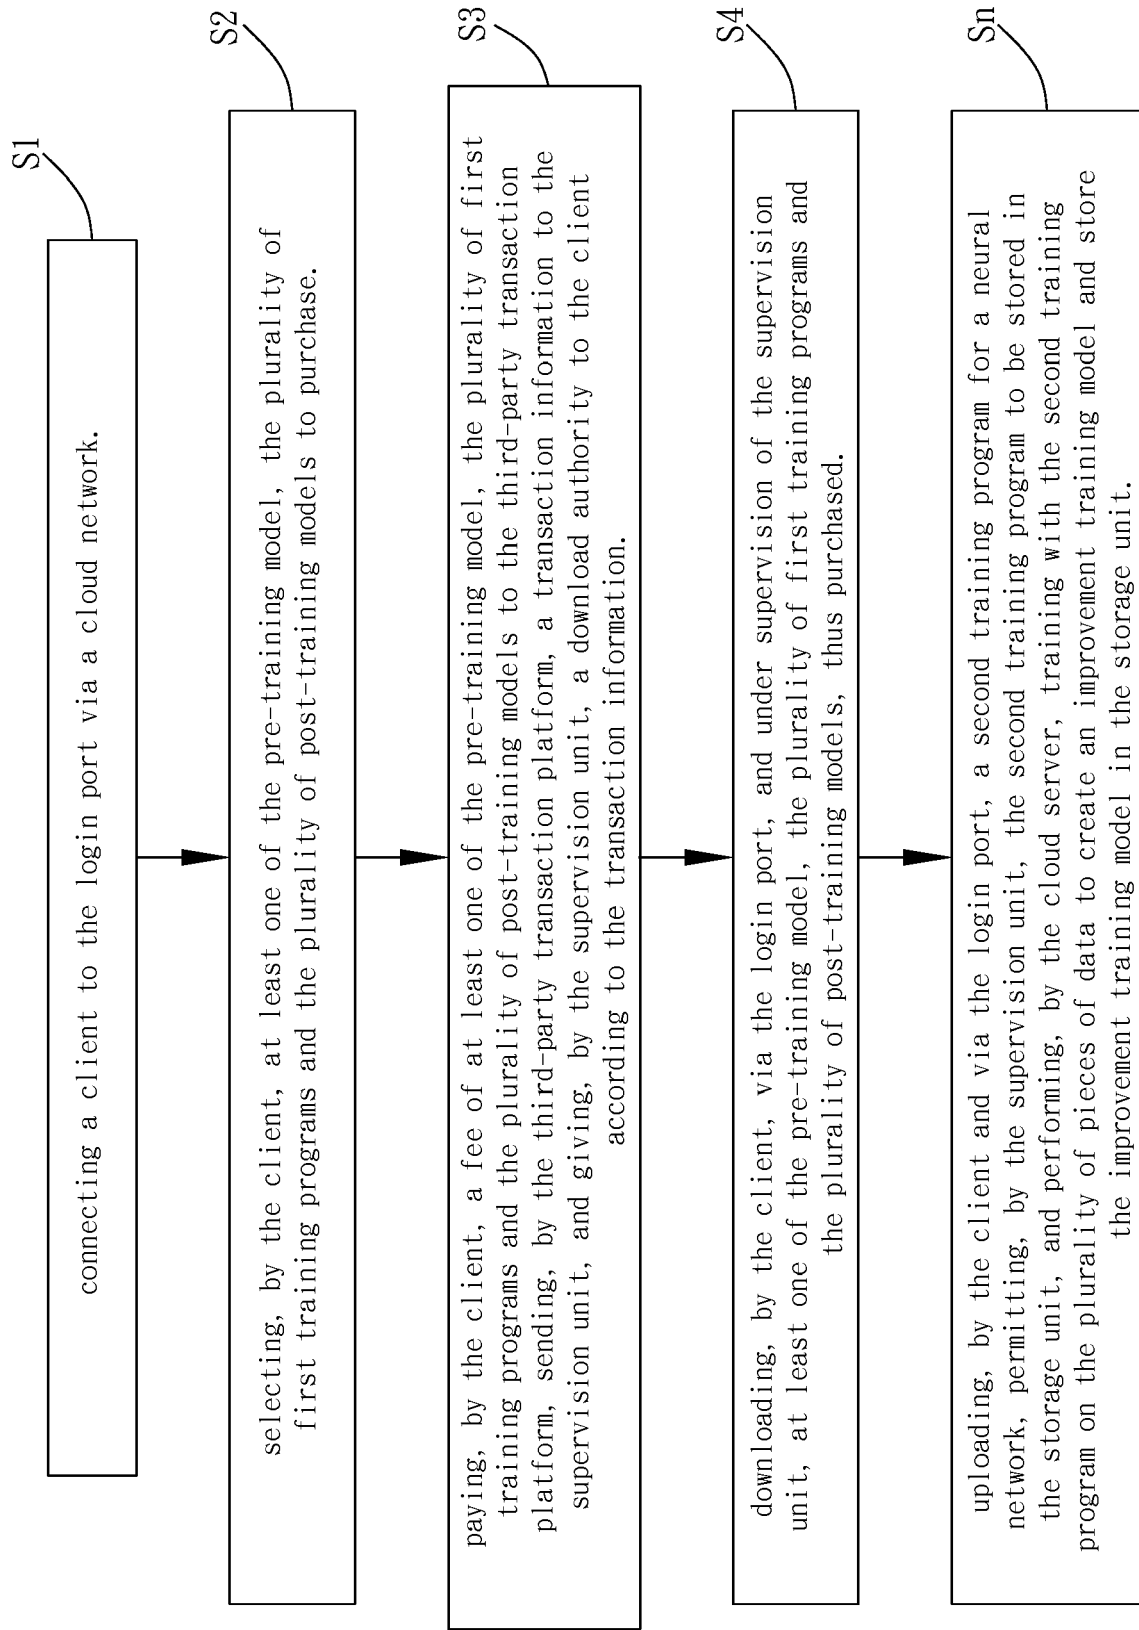 S1
connecting a client to the login port via a cloud network.
S2
selecting, by the client, at least one of the pre-training model, the plurality of
first training programs and the plurality of post-training models to purchase.
S3
paying, by the client, a fee of at least one of the pre-training model, the plurality of first
training programs and the plurality of post-training models to the third-party transaction
platform, sending, by the third-party transaction platform, a transaction information to the
supervision unit, and giving, by the supervision unit, a download authority to the client
according to the transaction information.
S4
downloading, by the client, via the login port, and under supervision of the supervision
unit, at least one of the pre-training model, the plurality of first training programs and
the plurality of post-training models, thus purchased.
Sn
uploading, by the client and via the login port, a second training program for a neural
network, permitting, by the supervision unit, the second training program to be stored in
the storage unit, and performing, by the cloud server, training with the second training
program on the plurality of pieces of data to create an improvement training model and store
the improvement training model in the storage unit.